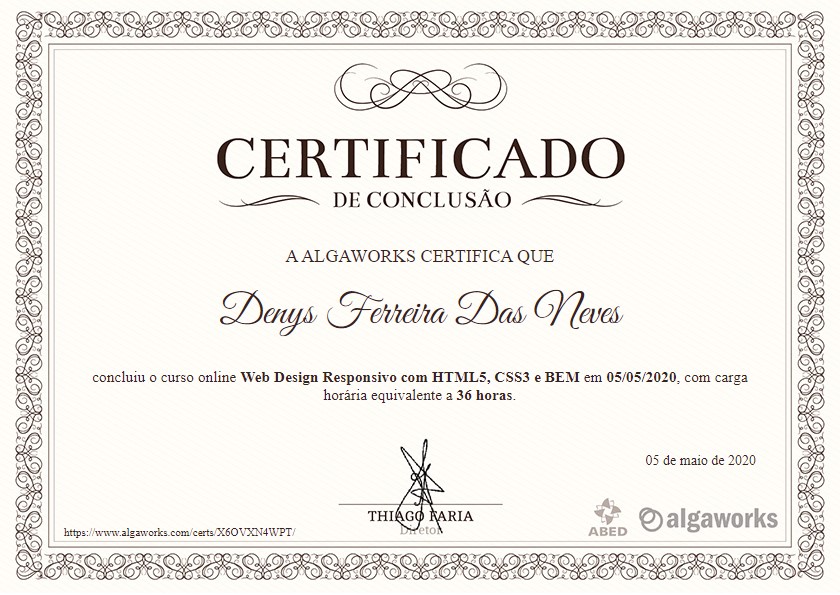 CERTIFICADO
DE CONCLUSÃO
A ALGAWORKS CERTIFICA QUE
Denys Ferreira Das Neves
concluiu o curso online Web Design Responsivo com HTML5, CSS3 e BEM em 05/05/2020, com carga
horária equivalente a 36 horas.
05 de maio de 2020
THIAGO FARIA
Diretor
https://www.algaworks.com/certs/X6OVXN4WPT/
ABED
algaworks